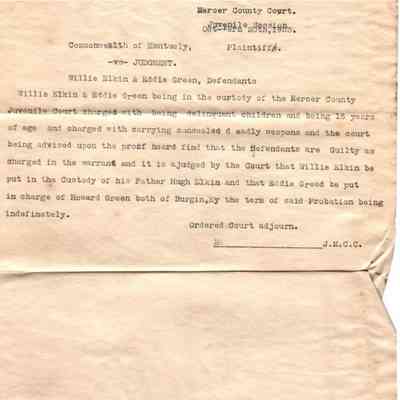 Mercer County Court.
Juvenile Session
Oct-Term 20th,
Commonwealth of Kentucky, Plaintiff.
-vs- JUDGMENT.
Willie Elkin & Eddie Green, Defendants
Willie Elkin & Eddie Green being in the custody of the Mercer County
Juvenile Court charged with being delinquent children and being 15 years
of age and charged with carrying concealed d eadly weapons and the court
being advised upon the proof heard find that the Defendants are Guilty as
charged in the warrant and it is ajudged by the Court that Willie Elkin be
put in the Custody of his Father Hugh Elkin and that Eddie Greed be put
in charge of Howard Green both of Burgin,Ky the term of said Probation being
indefinately.
Ordered Court adjourn.
J.M.C.C.